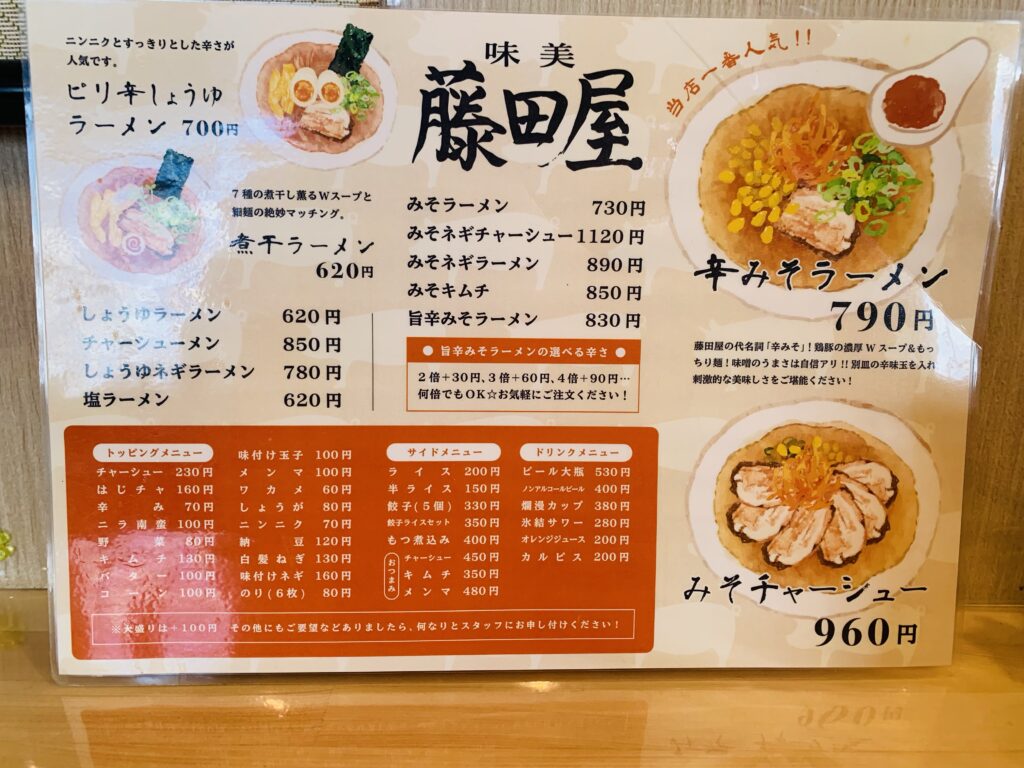 ニンニクとすっきりとした辛さが
人気です。
ピリ辛しょうゆ
ラーメン 700円
7種の煮干し薫るWスープと
細麺の絶妙マッチング。
煮干ラーメン
620円
しょうゆラーメン 620円
チャーシューメン 850円
しょうゆネギラーメン 780円
塩ラーメン 620円
味美
藤田屋
みそラーメン 730円
みそネギチャーシュー 1120円
みそネギラーメン 890円
みそキムチ 850円
旨辛みそラーメン 830円
● 旨辛みそラーメンの選べる辛さ ●
2倍+30円、3倍+60円、4倍+90円…
何倍でもOK☆お気軽にご注文ください!
当店一番人気!!
辛みそラーメン
790円
藤田屋の代名詞「辛みそ」!鶏豚の濃厚Wスープ&もっ
ちり麺!味噌のうまさは自信アリ!!別皿の辛味玉を入れ
刺激的な美味しさをご堪能ください!
みそチャーシュー
960円
トッピングメニュー
チャーシュー 230円
はじチャ 160円
辛み 70円
ニラ南蛮 100円
野菜 80円
キムチ 130円
バター 100円
コーン 100円
味付け玉子 100円
メンマ 100円
ワカメ 60円
しょうが 80円
ニンニク 70円
納豆 120円
白髪ねぎ 130円
味付けネギ 160円
のり(6枚) 80円
サイドメニュー
ライス 200円
半ライス 150円
餃子(5個) 330円
餃子ライスセット 350円
もつ煮込み 400円
おつまみ
チャーシュー 450円
キムチ 350円
メンマ 480円
ドリンクメニュー
ビール大瓶 530円
ノンアルコールビール 400円
爛漫カップ 380円
氷結サワー 280円
オレンジジュース 200円
カルピス 200円
※大盛りは+100円 その他にもご要望などありましたら、何なりとスタッフにお申し付けください!